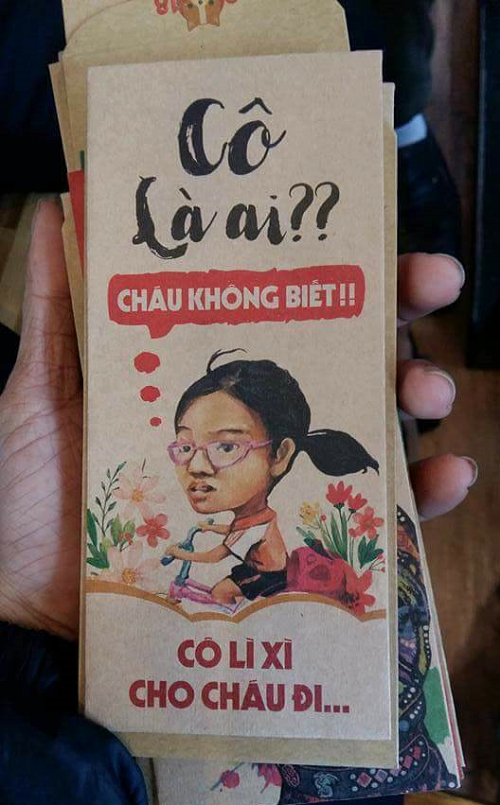 Cô
Là ai??
CHÁU KHÔNG BIẾT!!
CÔ LÌ XÌ
CHO CHÁU ĐI...